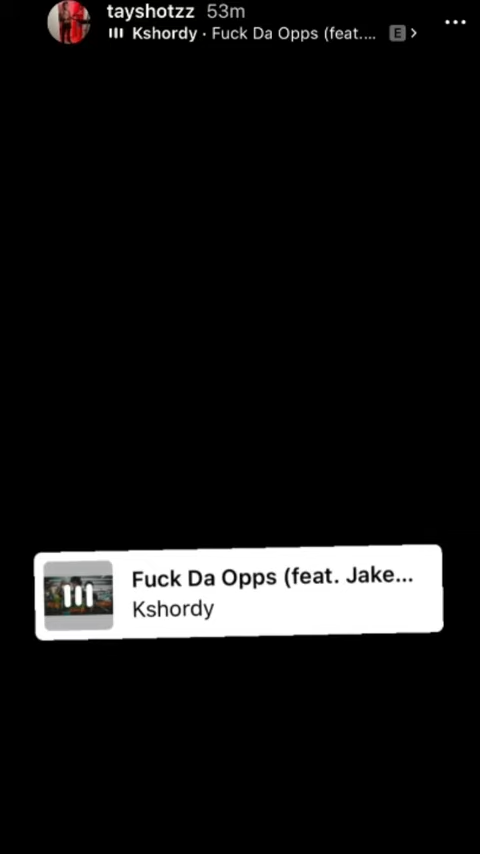 tayshotzz 53m
Kshordy · Fuck Da Opps (feat.... E
Fuck Da Opps (feat. Jake...
Kshordy